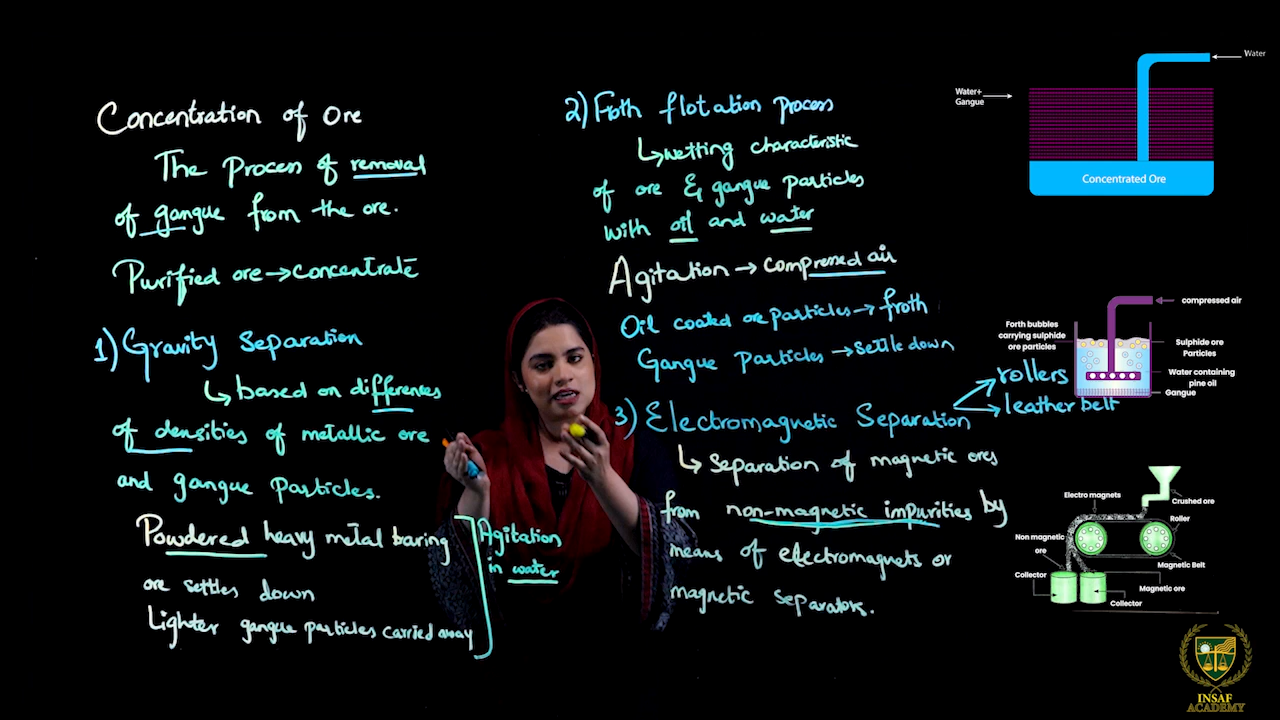 Concentration of Ore
The Process of removal
of gangue from the ore.
Purified ore → concentrate
1) Gravity Separation
↳ based on differences
of densities of metallic ore
and gangue Particles.
Powdered heavy metal baring
ore settles down
Lighter gangue particles carried away
Agitation
in water
2) Froth flotation process
↳ wetting characteristic
of ore & gangue particles
with oil and water
Agitation → compressed air
Oil coated ore particles → froth
Gangue Particles → settle down
3) Electromagnetic Separation
→ rollers
→ leather belt
↳ Separation of magnetic ores
from non-magnetic impurities by
means of electromagnets or
magnetic separators.
Water
Water+
Gangue
Concentrated Ore
compressed air
Forth bubbles
carrying sulphide
ore particles
Sulphide ore
Particles
Water containing
pine oil
Gangue
Electro magnets
Crushed ore
Roller
Non magnetic
ore
Magnetic Belt
Collector
Magnetic ore
Collector
INSAF
ACADEMY